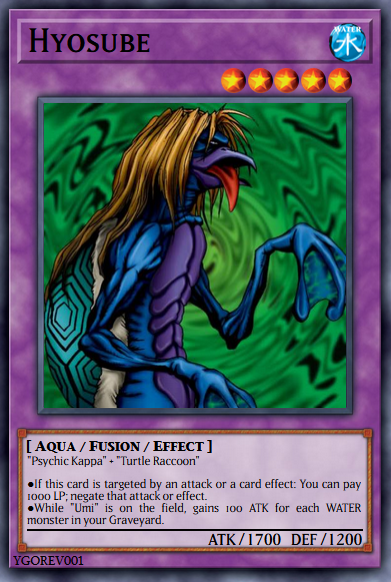 Hyosube
WATER
水
[ Aqua / Fusion / Effect ]
"Psychic Kappa" + "Turtle Raccoon"
●If this card is targeted by an attack or a card effect: You can pay
1000 LP; negate that attack or effect.
●While "Umi" is on the field, gains 100 ATK for each WATER
monster in your Graveyard.
ATK/1700 DEF/1200
YGOREV001